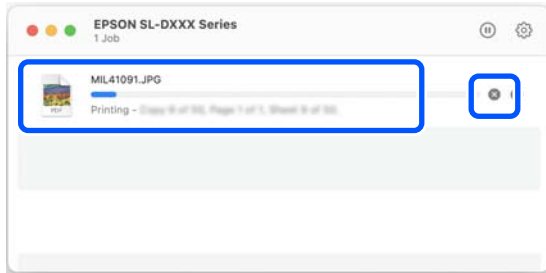 EPSON SL-DXXX Series
1 Job
MIL41091.JPG
PDF
Printing -